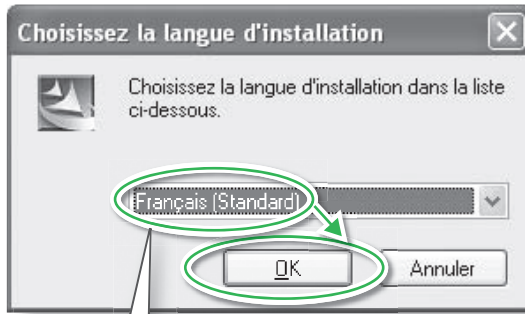 Choisissez la langue d'installation
Choisissez la langue d'installation dans la liste
ci-dessous.
Français (Standard)
OK
Annuler